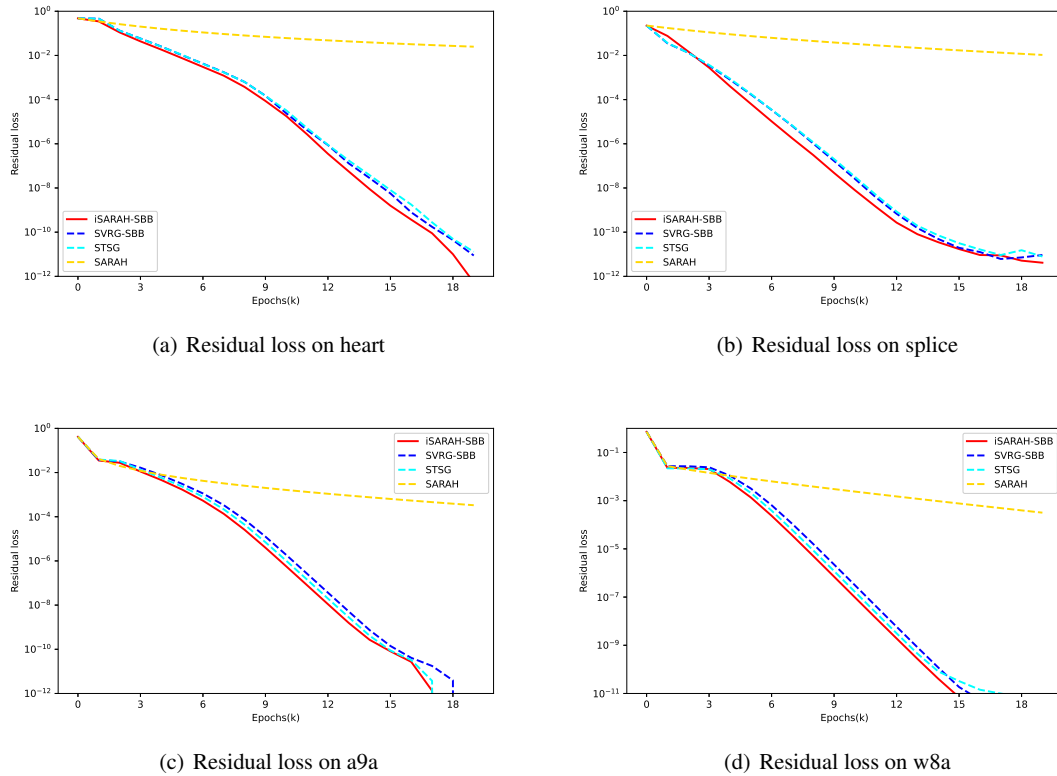 10^0
10^-2
10^-4
10^-6
10^-8
10^-10
10^-12
Residual loss
iSARAH-SBB
SVRG-SBB
STSG
SARAH
0 3 6 9 12 15 18
Epochs(k)
(a) Residual loss on heart
10^0
10^-2
10^-4
10^-6
10^-8
10^-10
10^-12
Residual loss
iSARAH-SBB
SVRG-SBB
STSG
SARAH
0 3 6 9 12 15 18
Epochs(k)
(b) Residual loss on splice
10^0
10^-2
10^-4
10^-6
10^-8
10^-10
10^-12
Residual loss
iSARAH-SBB
SVRG-SBB
STSG
SARAH
0 3 6 9 12 15 18
Epochs(k)
(c) Residual loss on a9a
10^-1
10^-3
10^-5
10^-7
10^-9
10^-11
Residual loss
iSARAH-SBB
SVRG-SBB
STSG
SARAH
0 3 6 9 12 15 18
Epochs(k)
(d) Residual loss on w8a